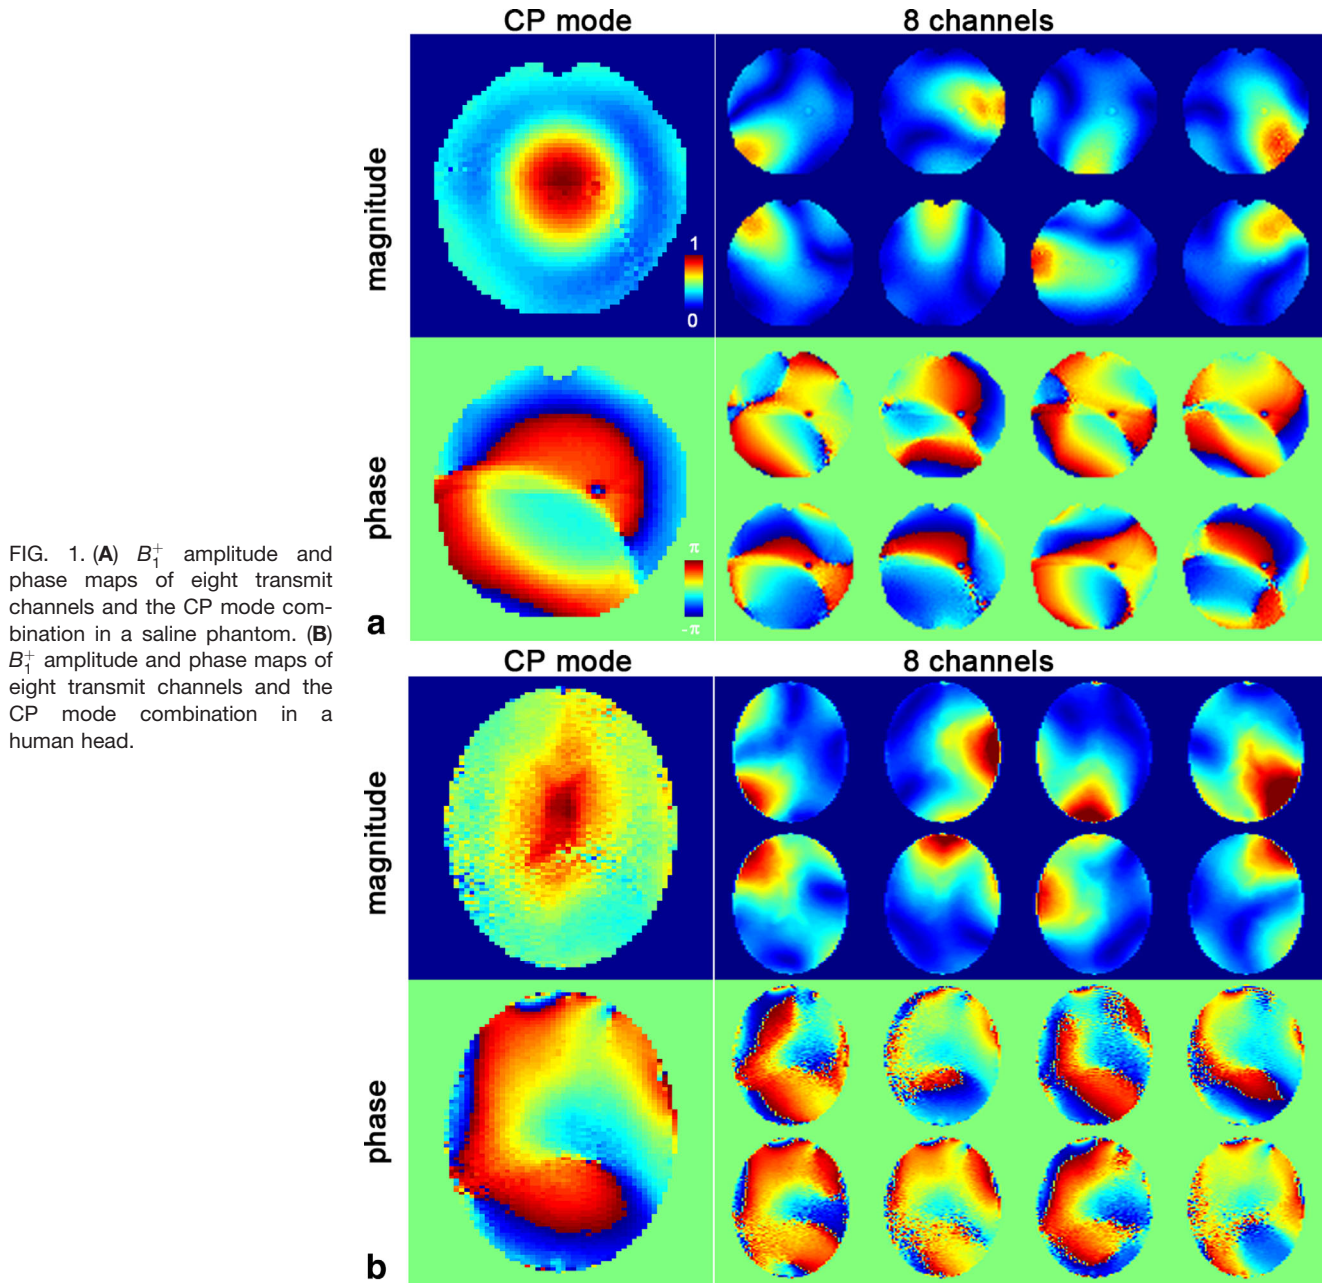 CP mode
8 channels
magnitude
1
0
phase
π
-π
a
FIG. 1. (A) B₁⁺ amplitude and
phase maps of eight transmit
channels and the CP mode com-
bination in a saline phantom. (B)
B₁⁺ amplitude and phase maps of
eight transmit channels and the
CP mode combination in a
human head.
CP mode
8 channels
magnitude
phase
b